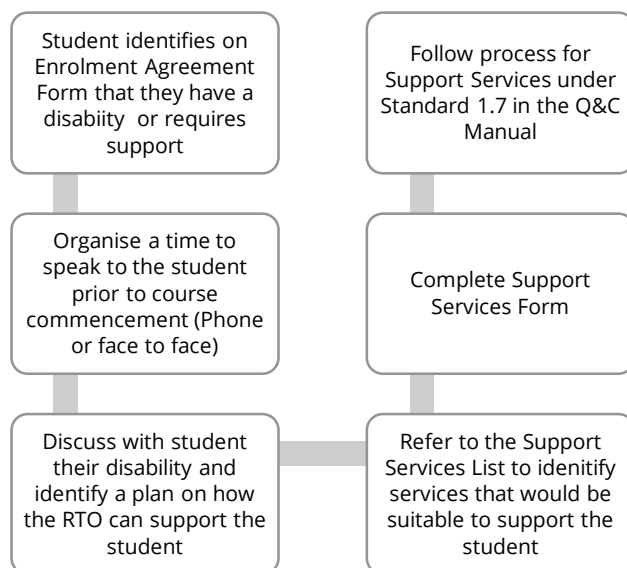 Student identifies on
Enrolment Agreement
Form that they have a
disabiity or requires
support
Organise a time to
speak to the student
prior to course
commencement (Phone
or face to face)
Discuss with student
their disability and
identify a plan on how
the RTO can support the
student
Refer to the Support
Services List to idenitify
services that would be
suitable to support the
student
Complete Support
Services Form
Follow process for
Support Services under
Standard 1.7 in the Q&C
Manual